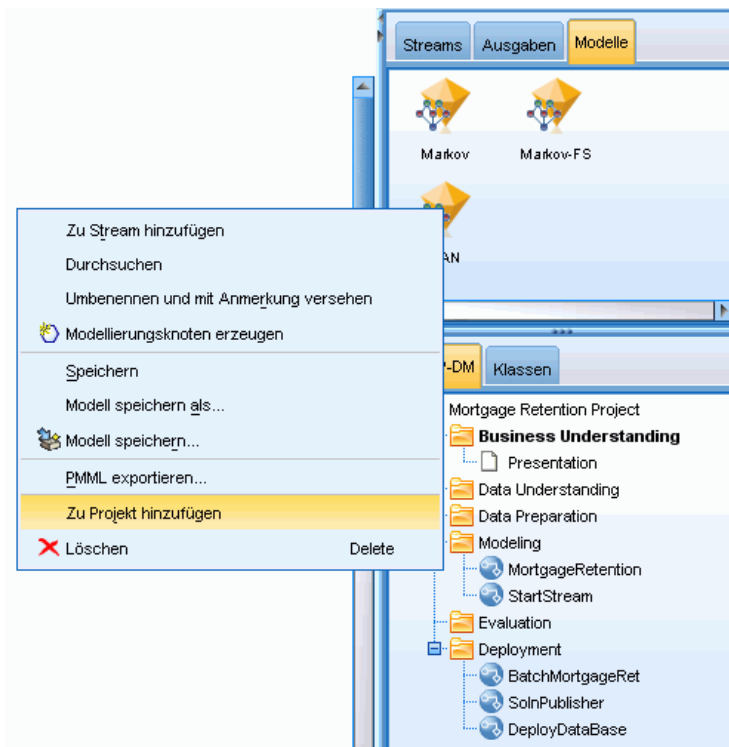 Streams Ausgaben Modelle
Markov Markov-FS
AN
Zu Stream hinzufügen
Durchsuchen
Umbenennen und mit Anmerkung versehen
Modellierungsknoten erzeugen
Speichern
Modell speichern als...
Modell speichern...
PMML exportieren...
Zu Projekt hinzufügen
Löschen Delete
-DM Klassen
Mortgage Retention Project
Business Understanding
Presentation
Data Understanding
Data Preparation
Modeling
MortgageRetention
StartStream
Evaluation
Deployment
BatchMortgageRet
SolnPublisher
DeployDataBase